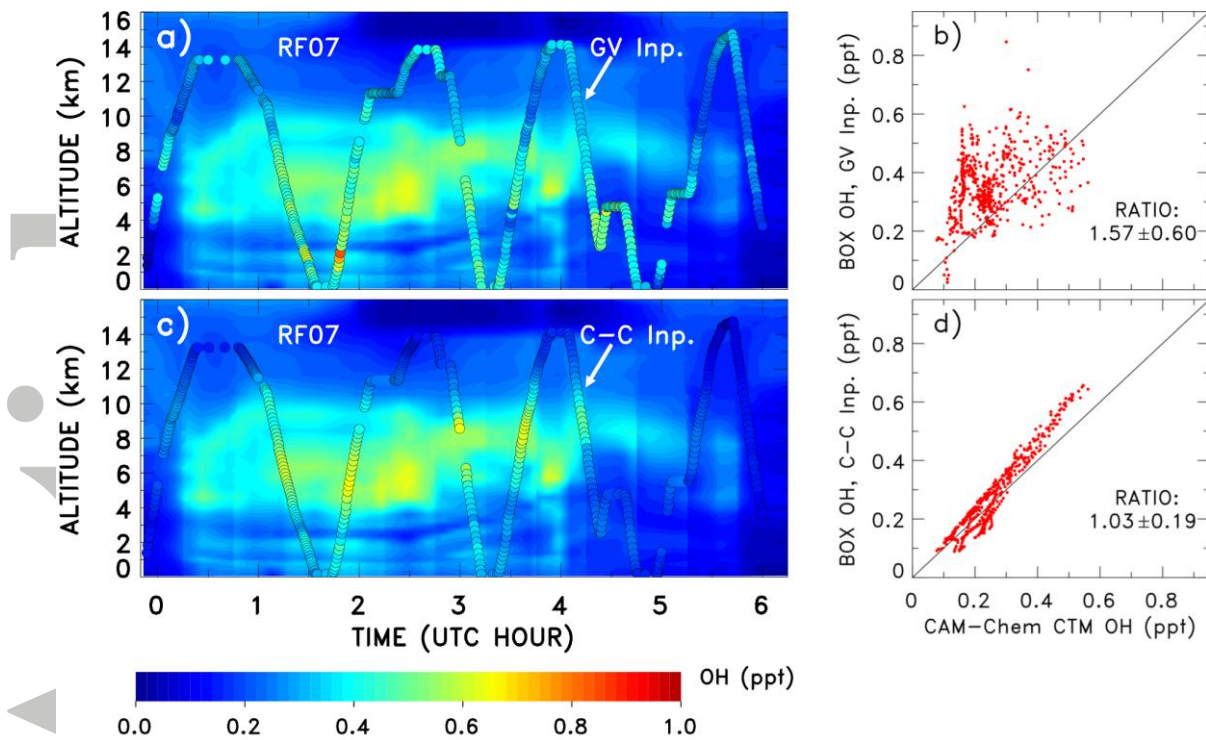 a)
RF07
GV Inp.
16
14
12
10
8
6
4
2
0
ALTITUDE (km)
b)
0.8
0.6
0.4
0.2
0
BOX OH, GV Inp. (ppt)
RATIO:
1.57±0.60
c)
RF07
C-C Inp.
14
12
10
8
6
4
2
0
ALTITUDE (km)
0 1 2 3 4 5 6
TIME (UTC HOUR)
d)
0.8
0.6
0.4
0.2
0
BOX OH, C-C Inp. (ppt)
RATIO:
1.03±0.19
0 0.2 0.4 0.6 0.8
CAM-Chem CTM OH (ppt)
OH (ppt)
0.0 0.2 0.4 0.6 0.8 1.0